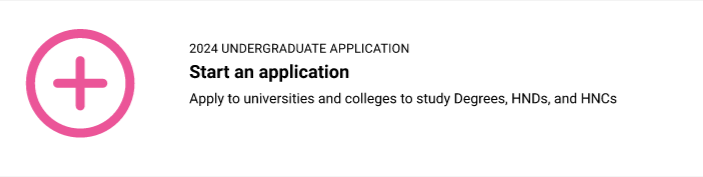 2024 UNDERGRADUATE APPLICATION
Start an application
Apply to universities and colleges to study Degrees, HNDs, and HNCs